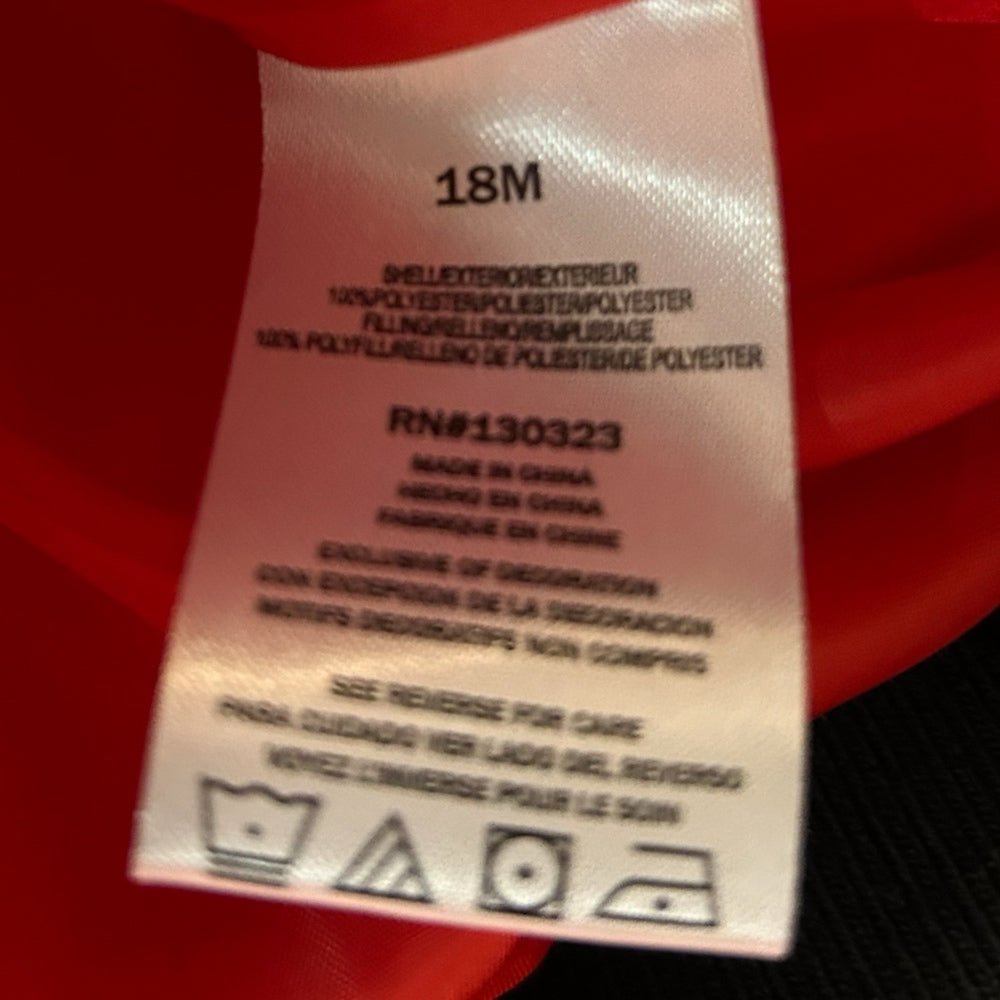 18M
SHELL/EXTERIOR/EXTERIEUR
100%POLYESTER/POLIESTER/POLYESTER
FILLING/RELLENO/REMPLISSAGE
100% POLYFILL/RELLENO DE POLIESTER/DE POLYESTER
RN#130323
MADE IN CHINA
HECHO EN CHINA
FABRIQUE EN CHINE
EXCLUSIVE OF DECORATION
CON EXCEPCION DE LA DECORACION
MOTIFS DECORATIFS NON COMPRIS
SEE REVERSE FOR CARE
PARA CUIDADO VER LADO DEL REVERSO
VOYEZ L'INVERSE POUR LE SOIN